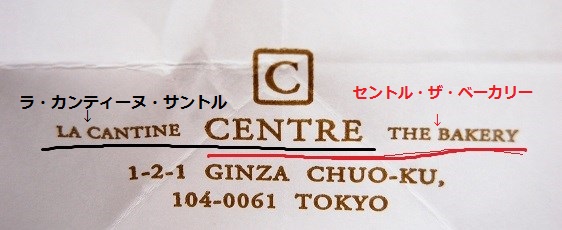 C
ラ・カンティーヌ・サントル
セントル・ザ・ベーカリー
↓
↓
LA CANTINE CENTRE THE BAKERY
1-2-1 GINZA CHUO-KU,
104-0061 TOKYO